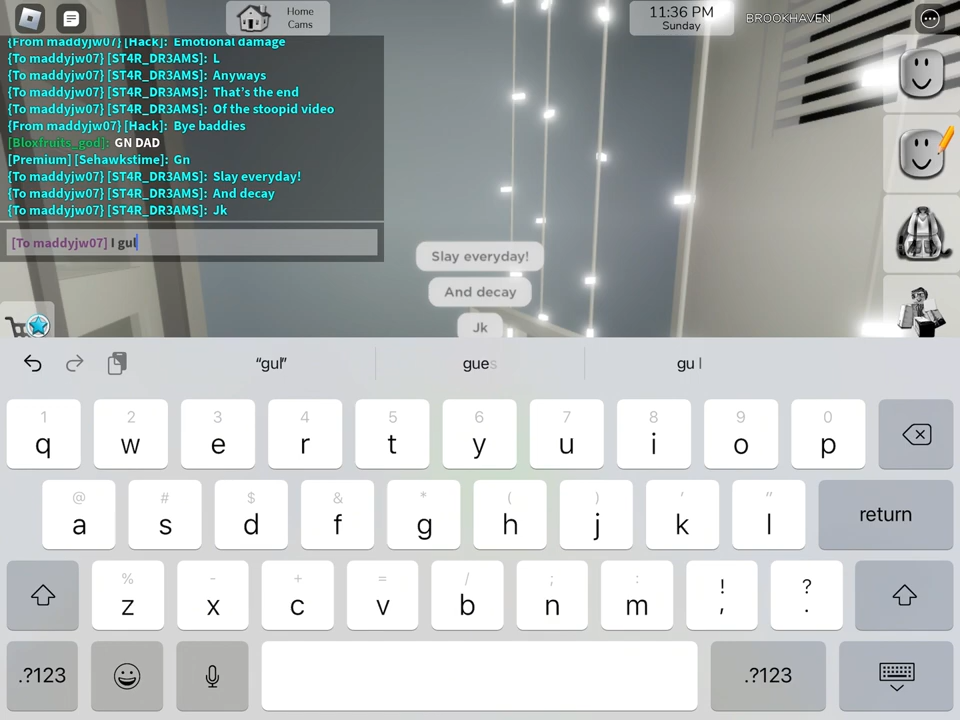 Home
Cams
11:36 PM
Sunday
BROOKHAVEN
{From maddyjw07} [Hack]: Emotional damage
{To maddyjw07} [ST4R_DR3AMS]: L
{To maddyjw07} [ST4R_DR3AMS]: Anyways
{To maddyjw07} [ST4R_DR3AMS]: That's the end
{To maddyjw07} [ST4R_DR3AMS]: Of the stoopid video
{From maddyjw07} [Hack]: Bye baddies
[Bloxfruits_god]: GN DAD
[Premium] [Sehawkstime]: Gn
{To maddyjw07} [ST4R_DR3AMS]: Slay everyday!
{To maddyjw07} [ST4R_DR3AMS]: And decay
{To maddyjw07} [ST4R_DR3AMS]: Jk
[To maddyjw07] I gul
Slay everyday!
And decay
Jk
“gul” gues gu l
1 2 3 4 5 6 7 8 9 0
q w e r t y u i o p
@ # $ & * ( ) ' "
a s d f g h j k l return
% - + = / ; : ! ?
z x c v b n m , .
.?123 .?123